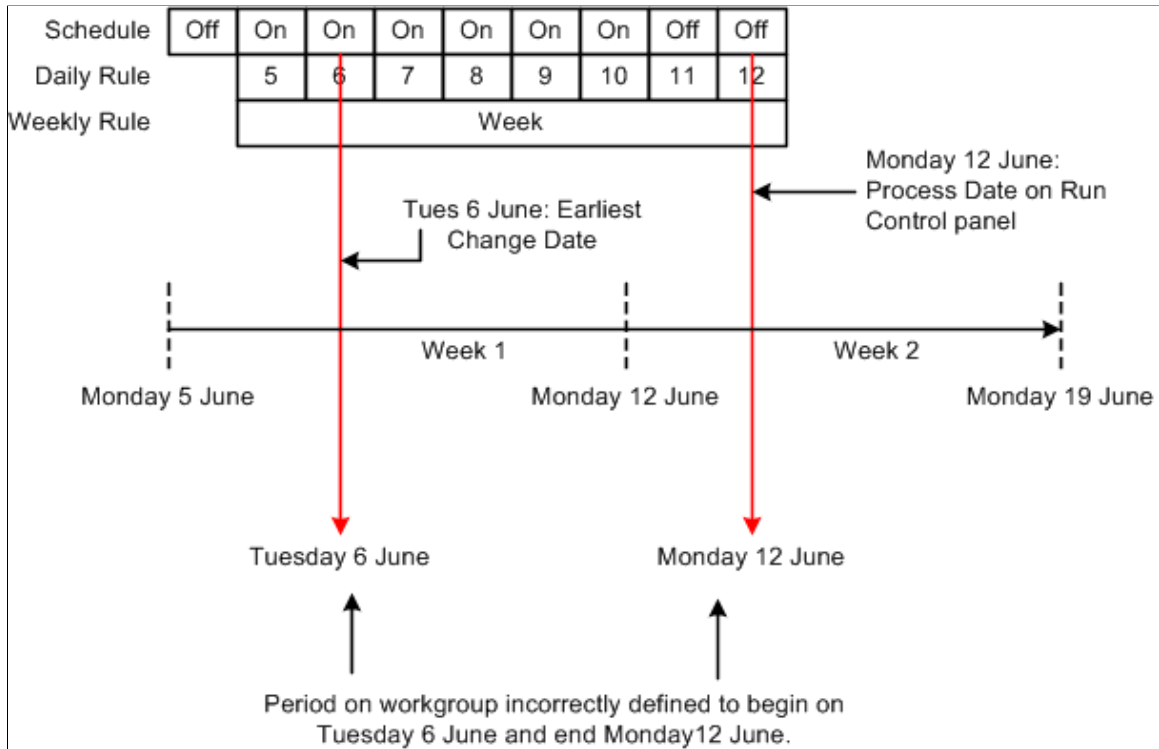 Schedule Off On On On On On On Off Off
Daily Rule 5 6 7 8 9 10 11 12
Weekly Rule Week
Monday 12 June:
Process Date on Run
Control panel
Tues 6 June: Earliest
Change Date
Week 1
Week 2
Monday 5 June
Monday 12 June
Monday 19 June
Tuesday 6 June
Monday 12 June
Period on workgroup incorrectly defined to begin on
Tuesday 6 June and end Monday12 June.